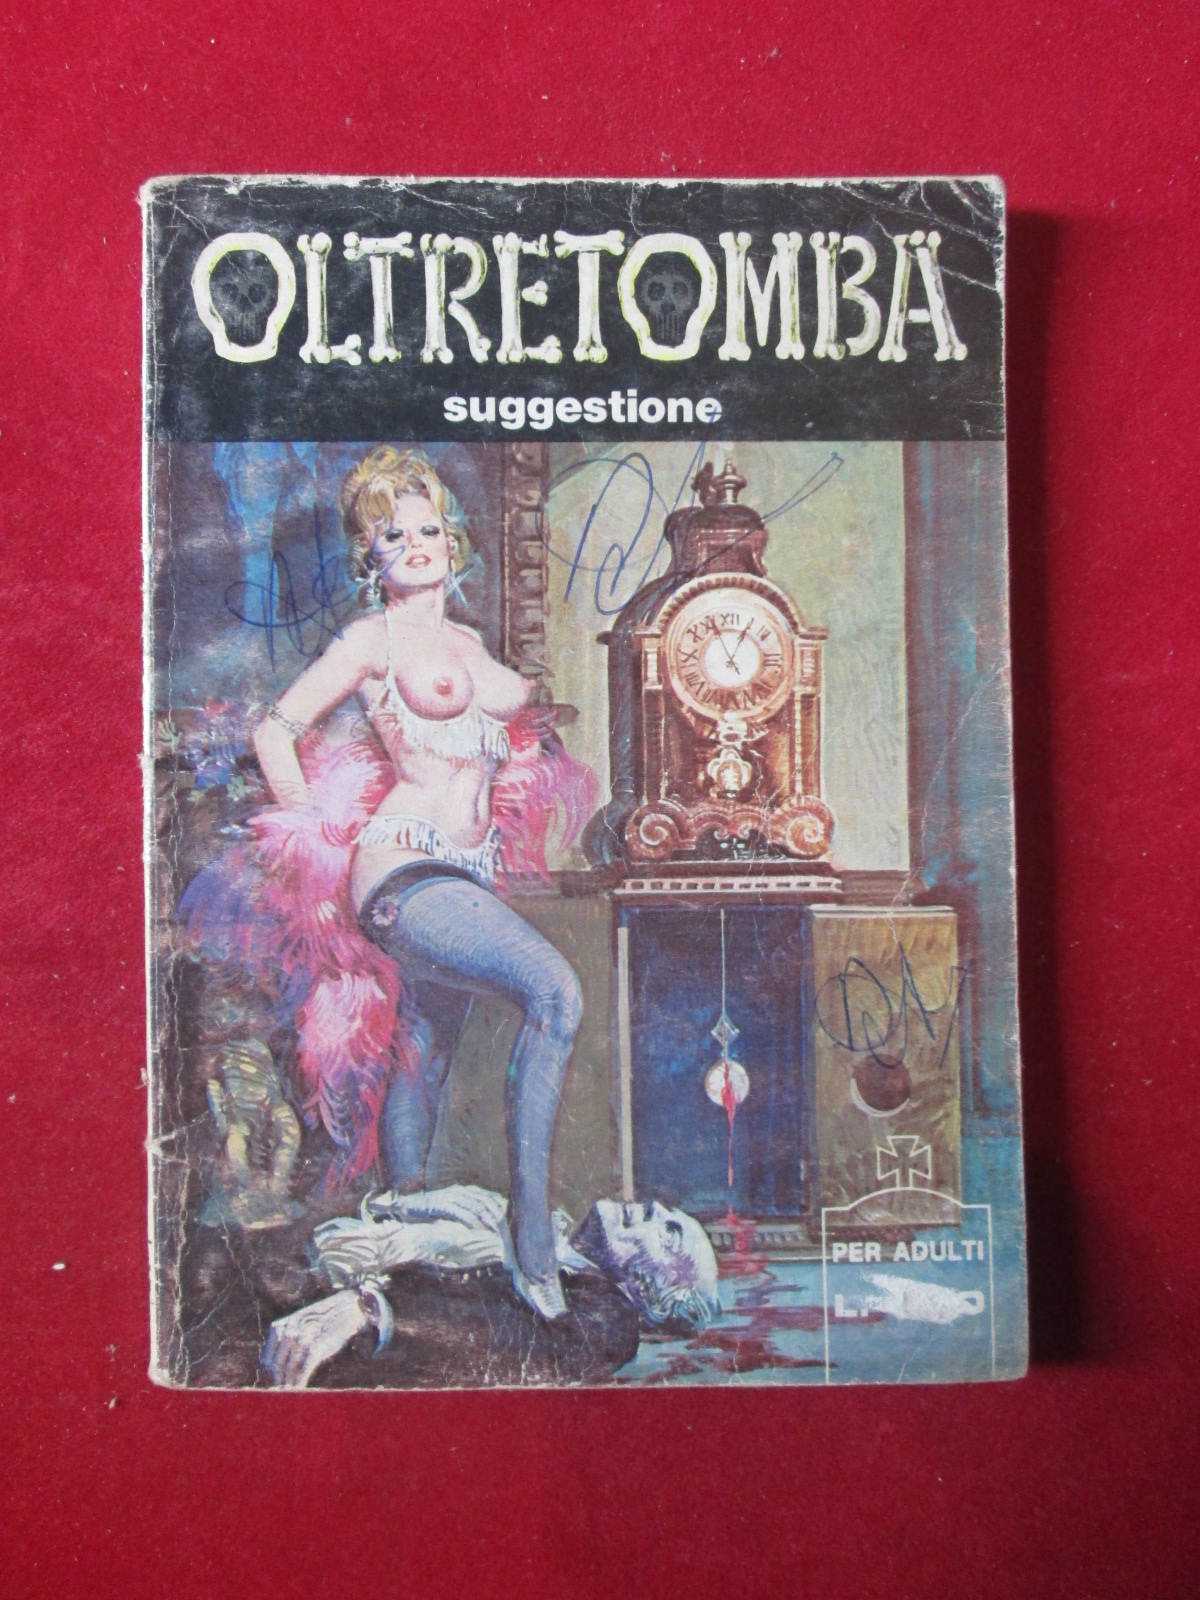 OLTRETOMBA
suggestione
PER ADULTI